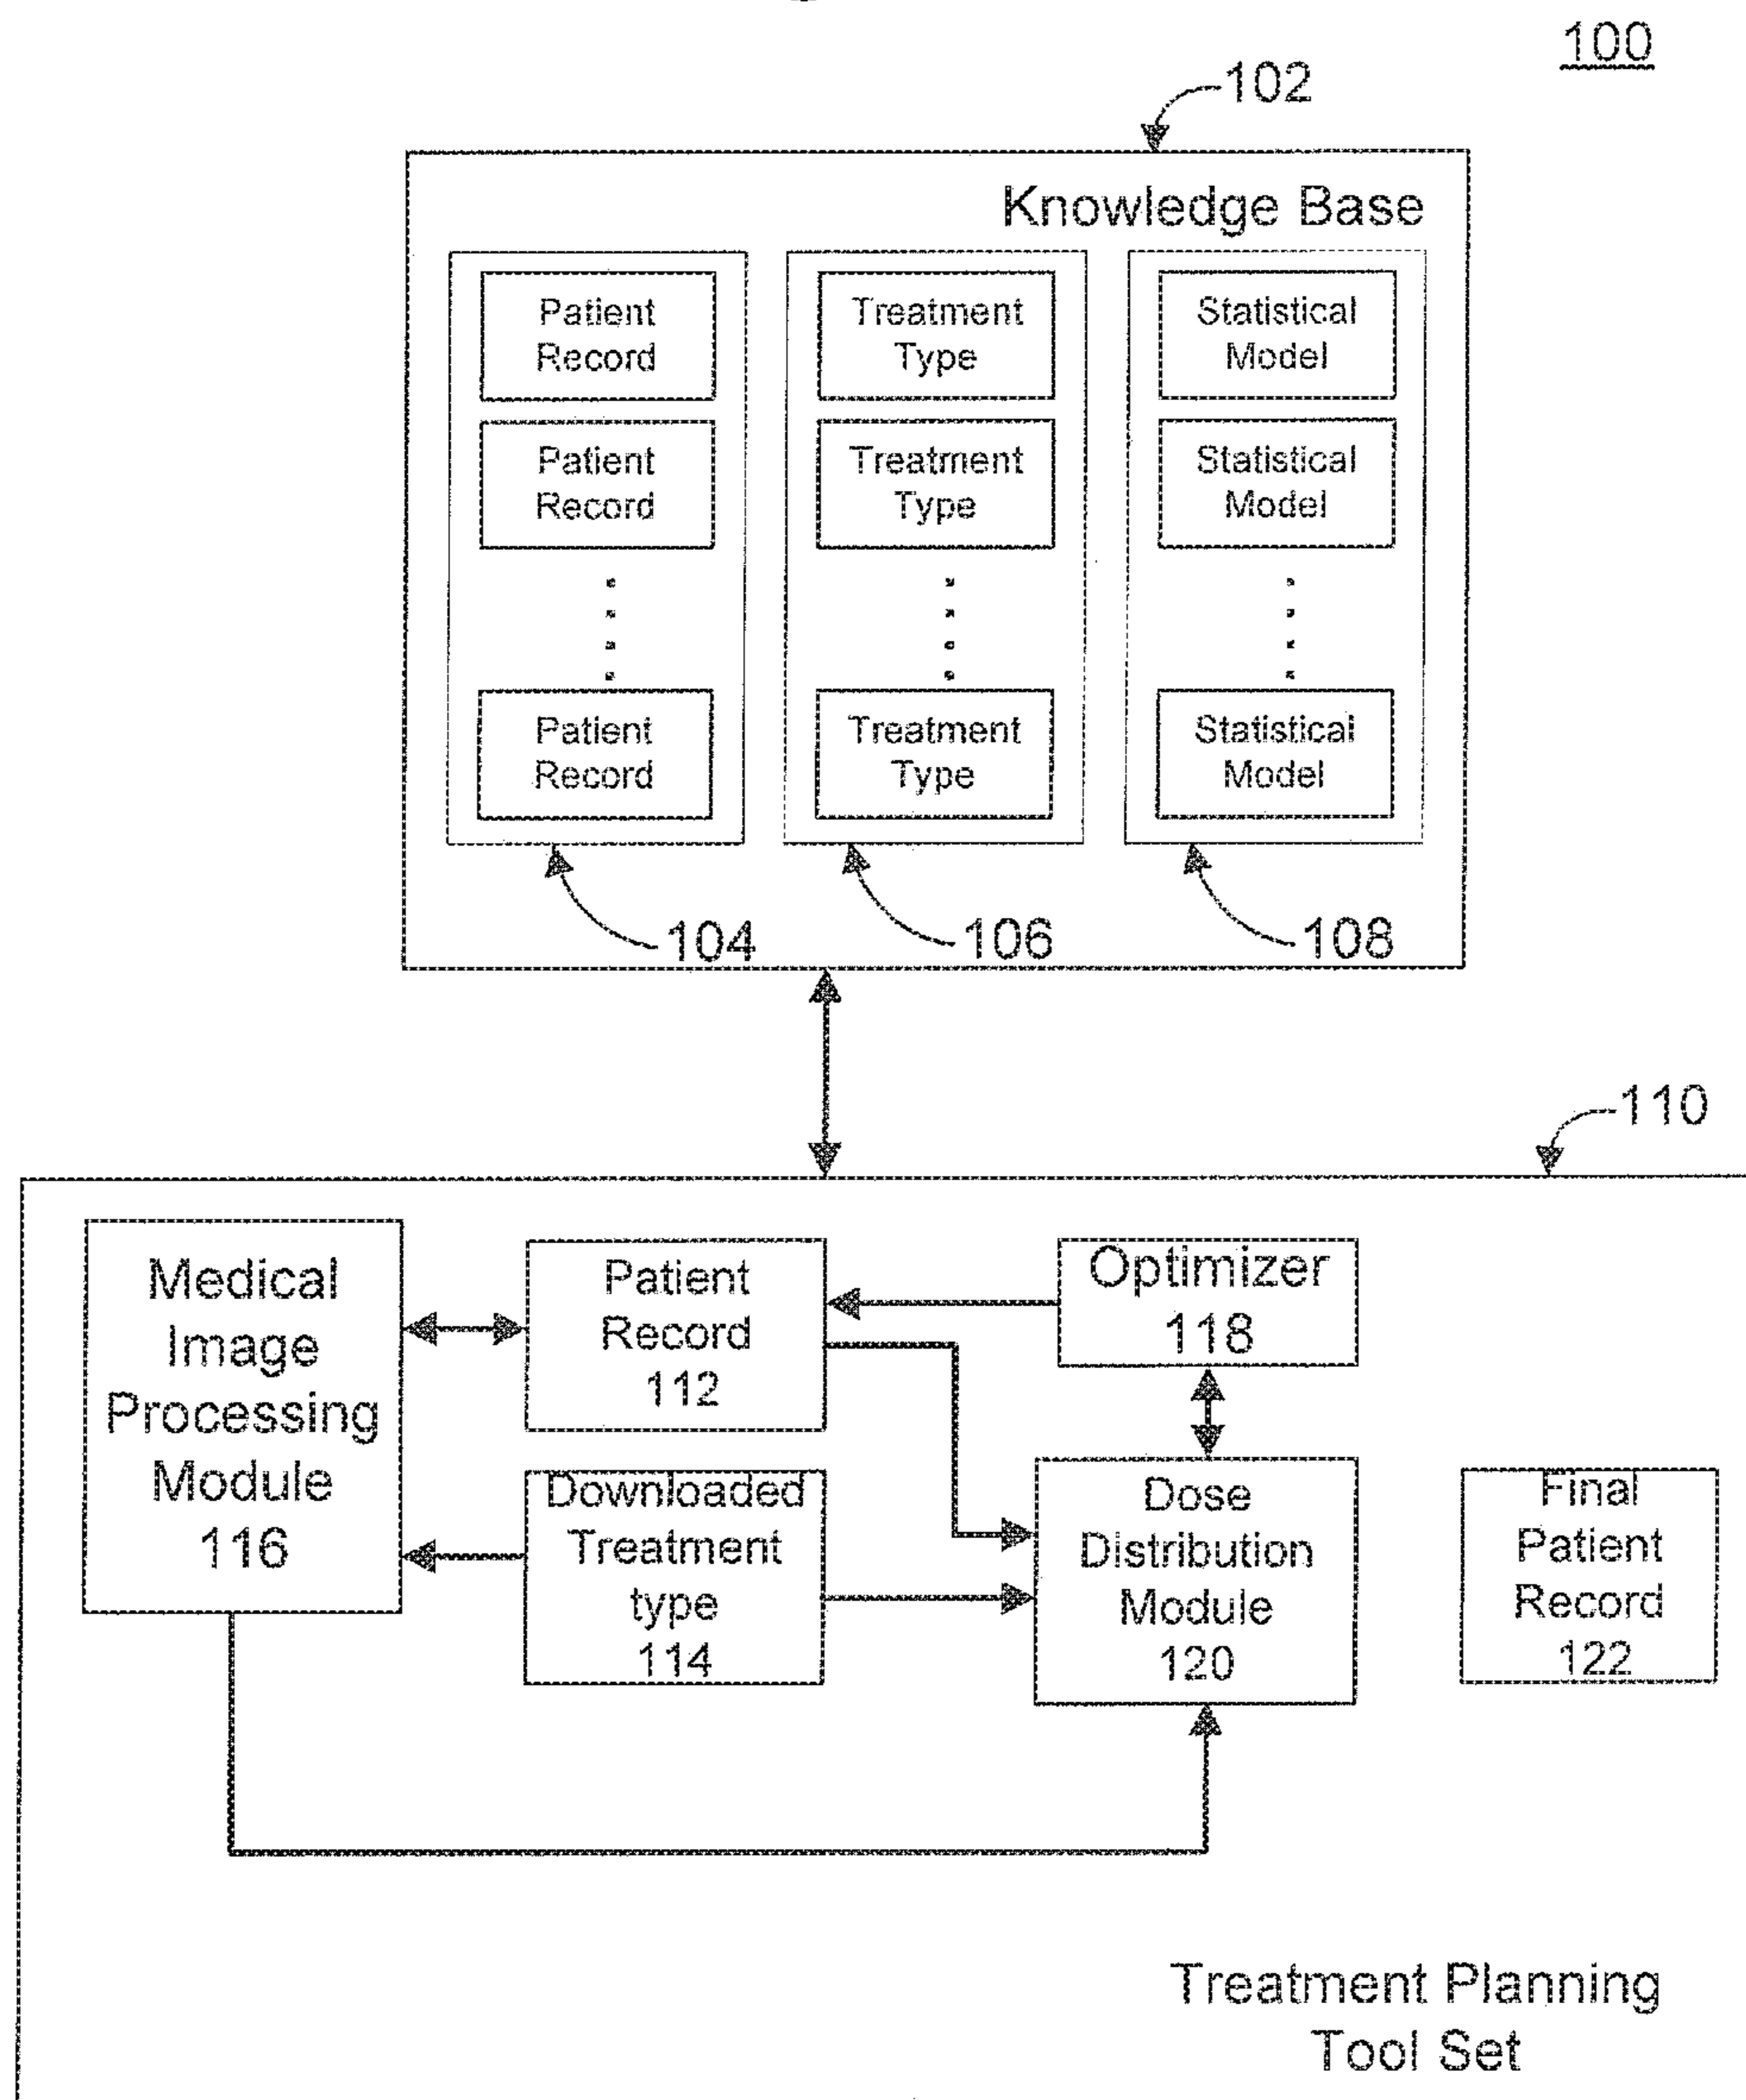 100
102
Knowledge Base
Patient
Record
Treatment
Type
Statistical
Model
Patient
Record
Treatment
Type
Statistical
Model
Patient
Record
Treatment
Type
Statistical
Model
104
106
108
110
Medical
Image
Processing
Module
116
Patient
Record
112
Optimizer
118
Downloaded
Treatment
type
114
Dose
Distribution
Module
120
Final
Patient
Record
122
Treatment Planning
Tool Set